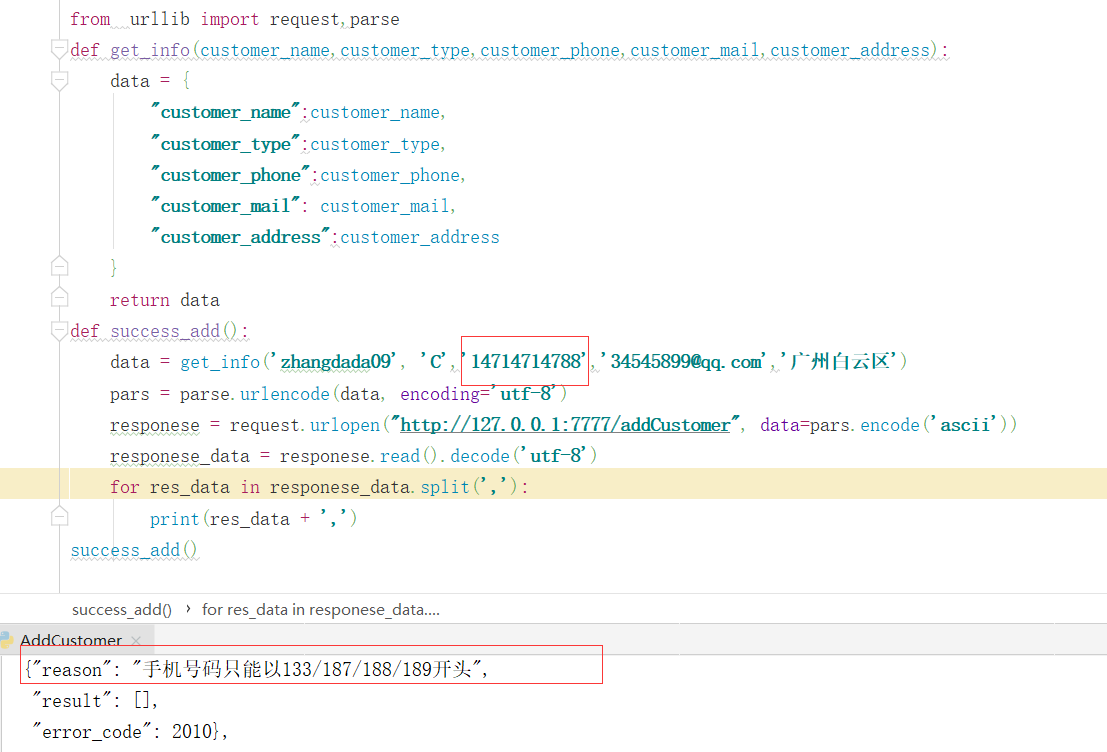 from  urllib import request,parse
def get_info(customer_name,customer_type,customer_phone,customer_mail,customer_address):
    data = {
        "customer_name":customer_name,
        "customer_type":customer_type,
        "customer_phone":customer_phone,
        "customer_mail": customer_mail,
        "customer_address":customer_address
    }
    return data
def success_add():
    data = get_info('zhangdada09', 'C','14714714788','34545899@qq.com','广州白云区')
    pars = parse.urlencode(data, encoding='utf-8')
    responese = request.urlopen("http://127.0.0.1:7777/addCustomer", data=pars.encode('ascii'))
    responese_data = responese.read().decode('utf-8')
    for res_data in responese_data.split(','):
        print(res_data + ',')
success_add()
success_add() › for res_data in responese_data....
AddCustomer ×
{"reason": "手机号码只能以133/187/188/189开头",
 "result": [],
 "error_code": 2010},